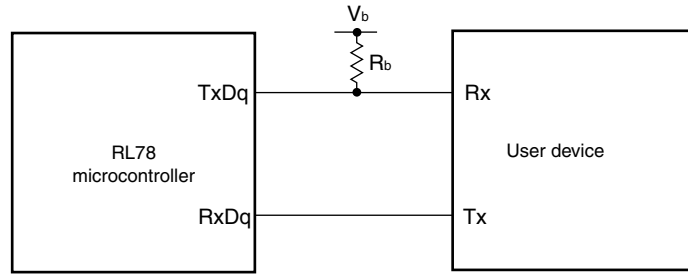 Vb
Rb
TxDq
Rx
RL78
microcontroller
User device
RxDq
Tx